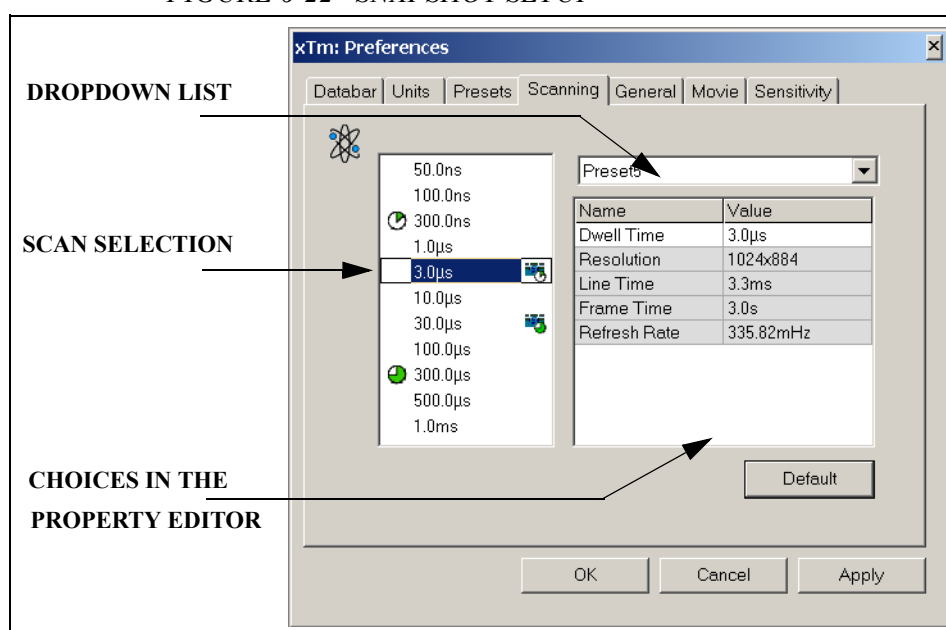 FIGURE 6-22 SNAPSHOT SETUP
xTm: Preferences
DROPDOWN LIST
Databar Units Presets Scanning General Movie Sensitivity
Preset5
50.0ns
100.0ns
300.0ns
1.0µs
3.0µs
10.0µs
30.0µs
100.0µs
300.0µs
500.0µs
1.0ms
SCAN SELECTION
Name Value
Dwell Time 3.0µs
Resolution 1024x884
Line Time 3.3ms
Frame Time 3.0s
Refresh Rate 335.82mHz
CHOICES IN THE
PROPERTY EDITOR
Default
OK Cancel Apply